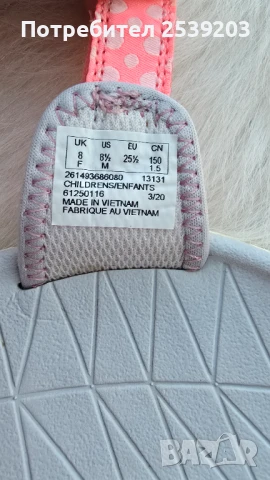 Потребител 2539203
UK US EU CN
8 8½ 25½ 150
F M 1.5
261493686080 13131
CHILDRENS/ENFANTS
61250116 3/20
MADE IN VIETNAM
FABRIQUE AU VIETNAM
BAZAR